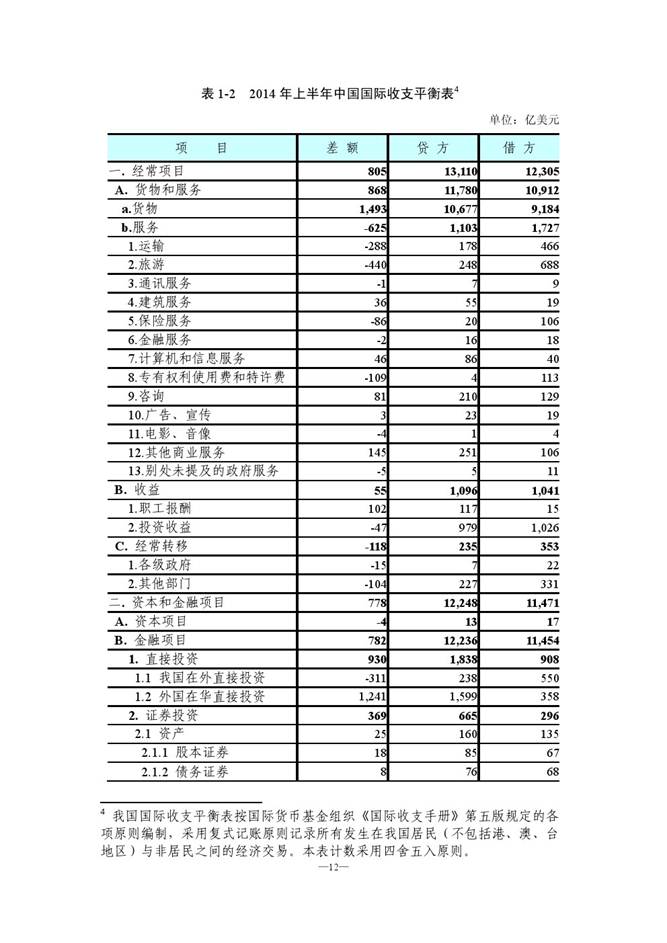 表 1-2 2014 年上半年中国国际收支平衡表4
单位：亿美元
项 目 差 额 贷 方 借 方
一. 经常项目 805 13,110 12,305
A. 货物和服务 868 11,780 10,912
a.货物 1,493 10,677 9,184
b.服务 -625 1,103 1,727
1.运输 -288 178 466
2.旅游 -440 248 688
3.通讯服务 -1 7 9
4.建筑服务 36 55 19
5.保险服务 -86 20 106
6.金融服务 -2 16 18
7.计算机和信息服务 46 86 40
8.专有权利使用费和特许费 -109 4 113
9.咨询 81 210 129
10.广告、宣传 3 23 19
11.电影、音像 -4 1 4
12.其他商业服务 145 251 106
13.别处未提及的政府服务 -5 5 11
B. 收益 55 1,096 1,041
1.职工报酬 102 117 15
2.投资收益 -47 979 1,026
C. 经常转移 -118 235 353
1.各级政府 -15 7 22
2.其他部门 -104 227 331
二. 资本和金融项目 778 12,248 11,471
A. 资本项目 -4 13 17
B. 金融项目 782 12,236 11,454
1. 直接投资 930 1,838 908
1.1 我国在外直接投资 -311 238 550
1.2 外国在华直接投资 1,241 1,599 358
2. 证券投资 369 665 296
2.1 资产 25 160 135
2.1.1 股本证券 18 85 67
2.1.2 债务证券 8 76 68
4 我国国际收支平衡表按国际货币基金组织《国际收支手册》第五版规定的各
项原则编制，采用复式记账原则记录所有发生在我国居民（不包括港、澳、台
地区）与非居民之间的经济交易。本表计数采用四舍五入原则。
—12—